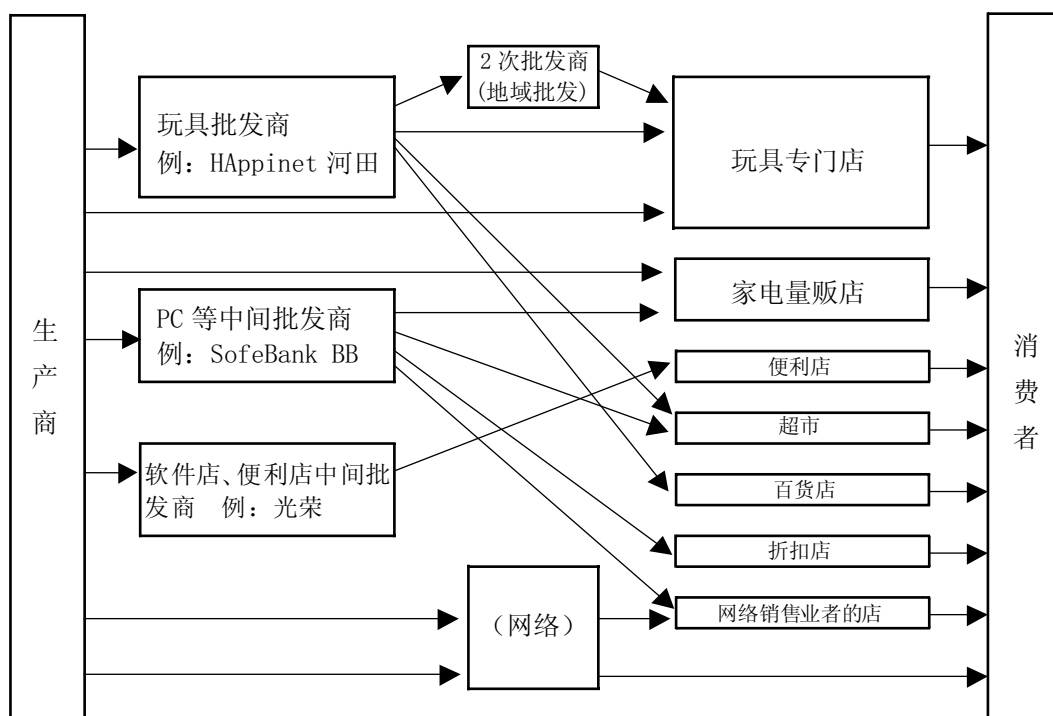 生产商
玩具批发商
例：HAppinet 河田
2 次批发商
(地域批发)
玩具专门店
PC 等中间批发商
例：SofeBank BB
家电量贩店
软件店、便利店中间批
发商　例：光荣
便利店
超市
百货店
折扣店
（网络）
网络销售业者的店
消费者